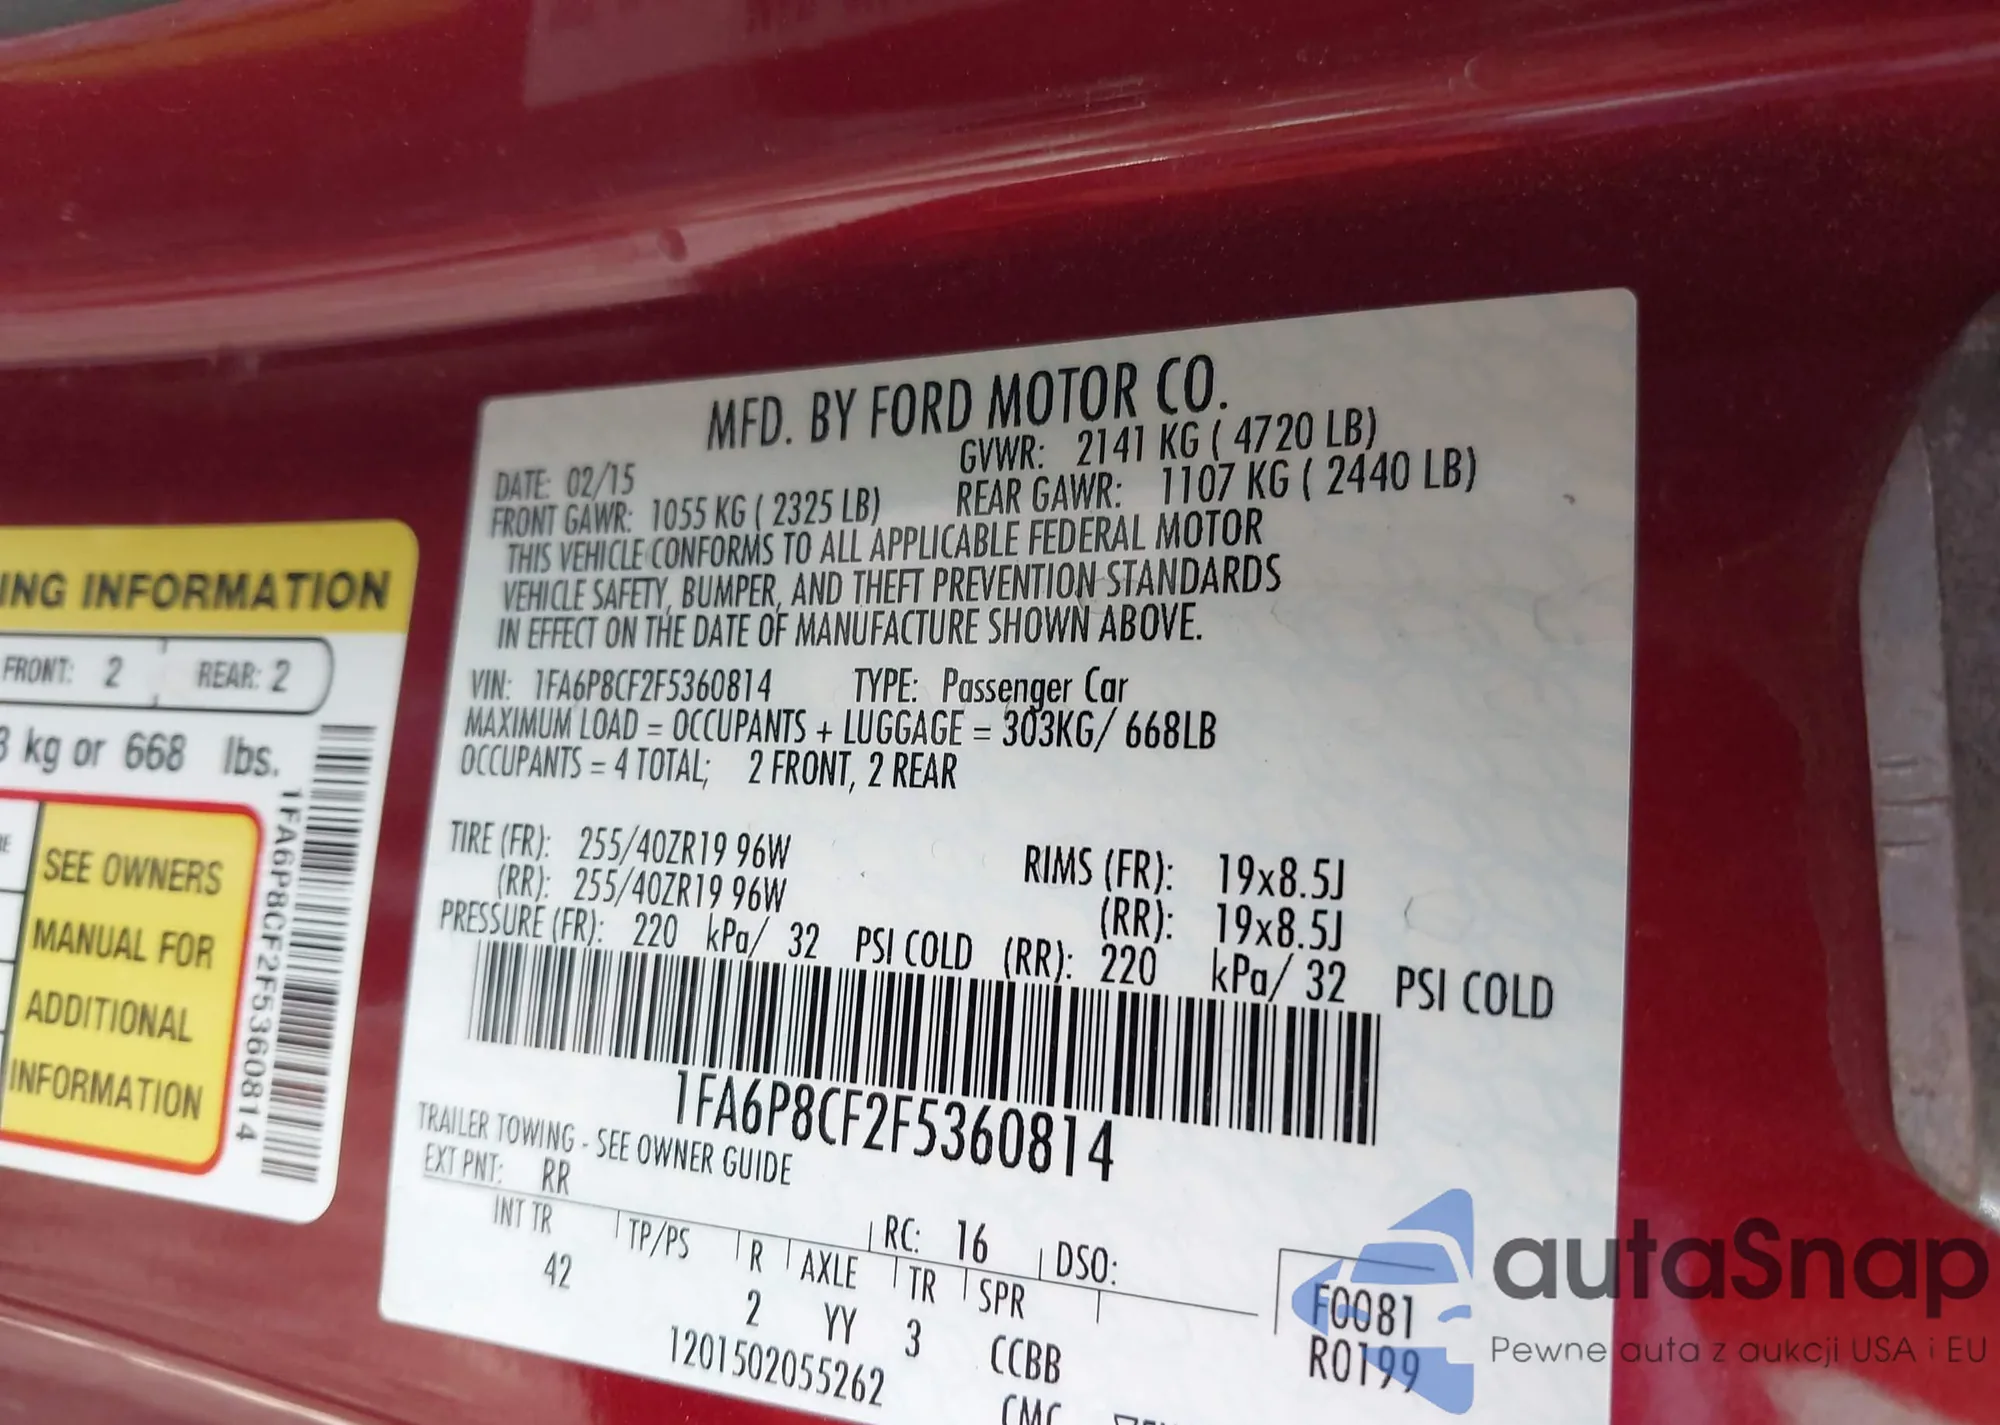 MFD. BY FORD MOTOR CO.
DATE: 02/15
GVWR: 2141 KG ( 4720 LB)
FRONT GAWR: 1055 KG ( 2325 LB)
REAR GAWR: 1107 KG ( 2440 LB)
THIS VEHICLE CONFORMS TO ALL APPLICABLE FEDERAL MOTOR
VEHICLE SAFETY, BUMPER, AND THEFT PREVENTION STANDARDS
IN EFFECT ON THE DATE OF MANUFACTURE SHOWN ABOVE.
VIN: 1FA6P8CF2F5360814 TYPE: Passenger Car
MAXIMUM LOAD = OCCUPANTS + LUGGAGE = 303KG/ 668LB
OCCUPANTS = 4 TOTAL; 2 FRONT, 2 REAR
TIRE (FR): 255/40ZR19 96W RIMS (FR): 19x8.5J
(RR): 255/40ZR19 96W (RR): 19x8.5J
PRESSURE (FR): 220 kPa/ 32 PSI COLD (RR): 220 kPa/ 32 PSI COLD
1FA6P8CF2F5360814
TRAILER TOWING - SEE OWNER GUIDE
EXT PNT: RR RC: 16 DSO:
INT TR TP/PS R AXLE TR SPR
42 2 YY 3 CCBB
F0081
R0199
1201502055262
ING INFORMATION
FRONT: 2 REAR: 2
3 kg or 668 lbs.
SEE OWNERS
MANUAL FOR
ADDITIONAL
INFORMATION
1FA6P8CF2F5360814
autaSnap
Pewne auta z aukcji USA i EU